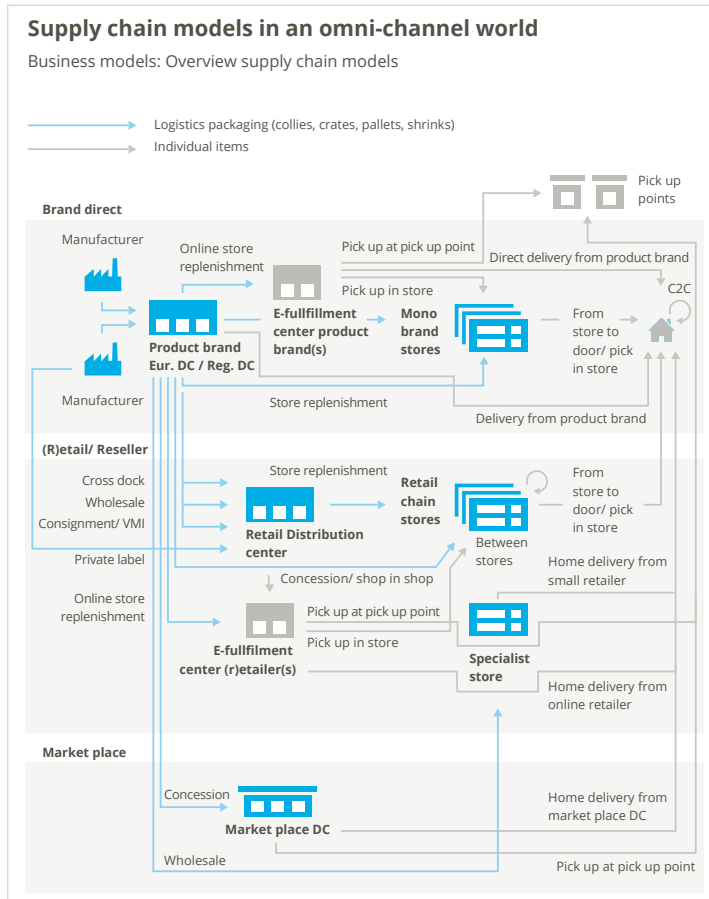 Supply chain models in an omni-channel world
Business models: Overview supply chain models
Logistics packaging (collies, crates, pallets, shrinks)
Individual items
Pick up
points
Brand direct
Manufacturer
Online store
replenishment
Pick up at pick up point
Direct delivery from product brand
Pick up in store
C2C
E-fullfillment
center product
brand(s)
Mono
brand
stores
From
store to
door/ pick
in store
Product brand
Eur. DC / Reg. DC
Manufacturer
Store replenishment
Delivery from product brand
(R)etail/ Reseller
Cross dock
Wholesale
Consignment/ VMI
Private label
Store replenishment
Retail
chain
stores
From
store to
door/ pick
in store
Retail Distribution
center
Between
stores
Concession/ shop in shop
Home delivery from
small retailer
Online store
replenishment
Pick up at pick up point
Pick up in store
E-fullfilment
center (r)etailer(s)
Specialist
store
Home delivery from
online retailer
Market place
Concession
Market place DC
Home delivery from
market place DC
Wholesale
Pick up at pick up point